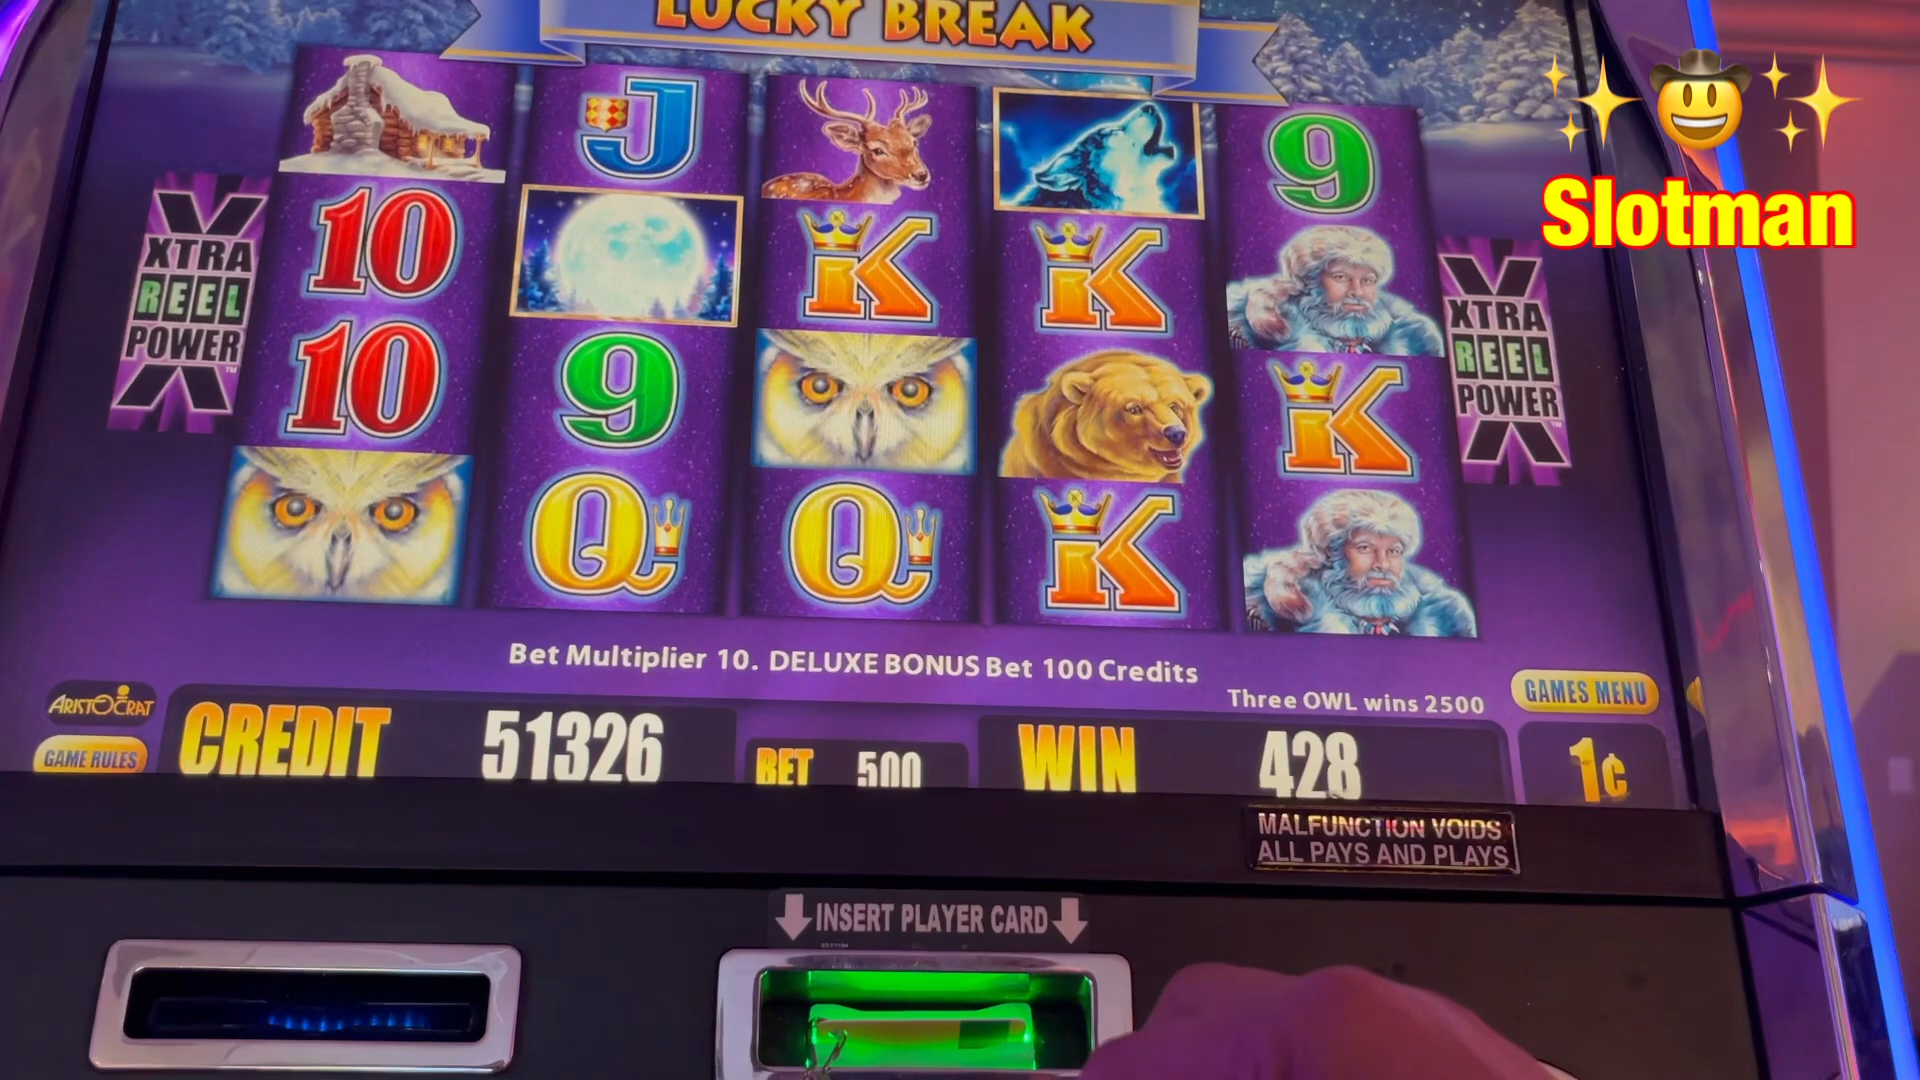 LUCKY BREAK
J
9
10
K
K
XTRA
REEL
POWER
™
10
9
K
Q
Q
K
XTRA
REEL
POWER
™
Slotman
Bet Multiplier 10. DELUXE BONUS Bet 100 Credits
Three OWL wins 2500
GAMES MENU
ARISTOCRAT
GAME RULES
CREDIT 51326
BET 500
WIN 428
1¢
MALFUNCTION VOIDS
ALL PAYS AND PLAYS
INSERT PLAYER CARD